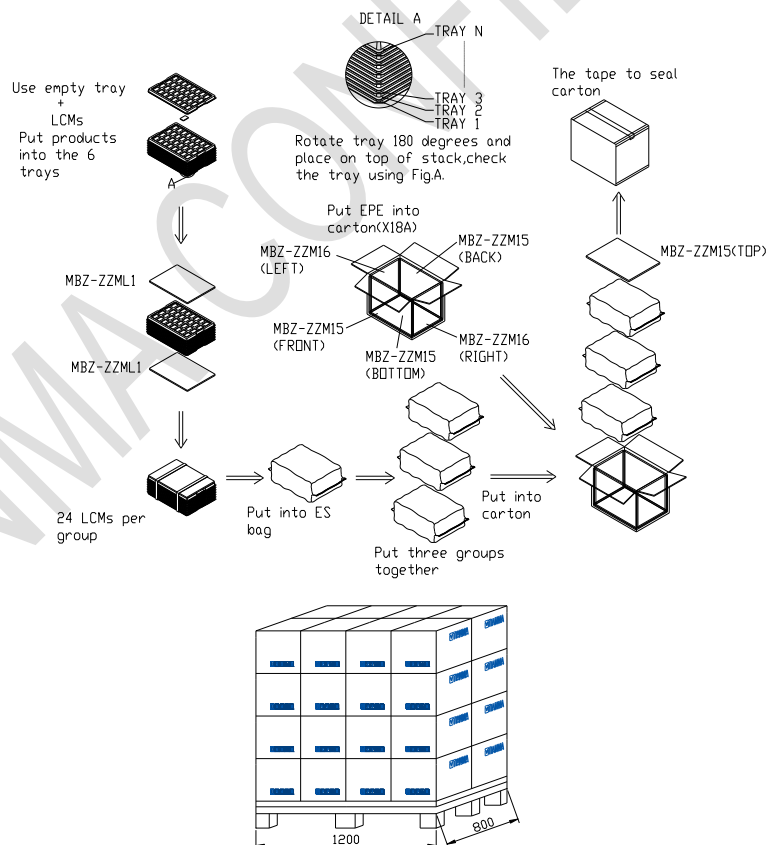 DETAIL A
TRAY N
TRAY 3
TRAY 2
TRAY 1
Use empty tray
+
LCMs
Put products
into the 6
trays
A
Rotate tray 180 degrees and
place on top of stack,check
the tray using Fig.A.
The tape to seal
carton
Put EPE into
carton(X18A)
MBZ-ZZM16
(LEFT)
MBZ-ZZM15
(BACK)
MBZ-ZZM15
(FRONT)
MBZ-ZZM15
(BOTTOM)
MBZ-ZZM16
(RIGHT)
MBZ-ZZM15(TOP)
MBZ-ZZML1
MBZ-ZZML1
24 LCMs per
group
Put into ES
bag
Put three groups
together
Put into
carton
1200
800